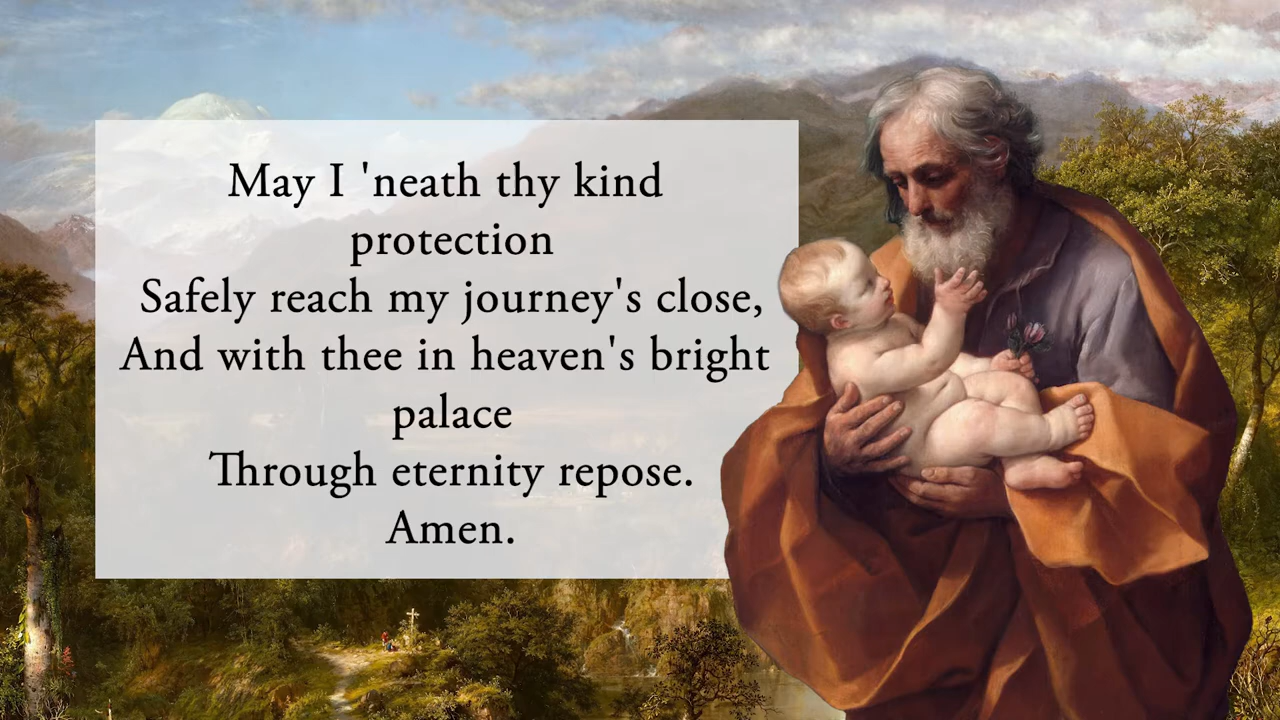 May I 'neath thy kind
protection
Safely reach my journey's close,
And with thee in heaven's bright
palace
Through eternity repose.
Amen.